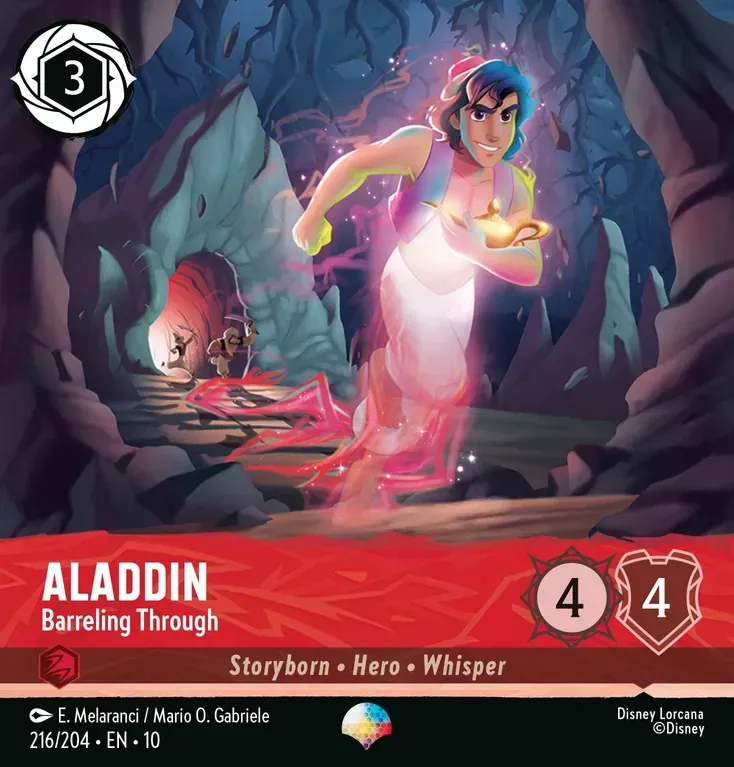 3
ALADDIN
Barreling Through
4
4
Storyborn • Hero • Whisper
E. Melaranci / Mario O. Gabriele
216/204 • EN • 10
Disney Lorcana
©Disney